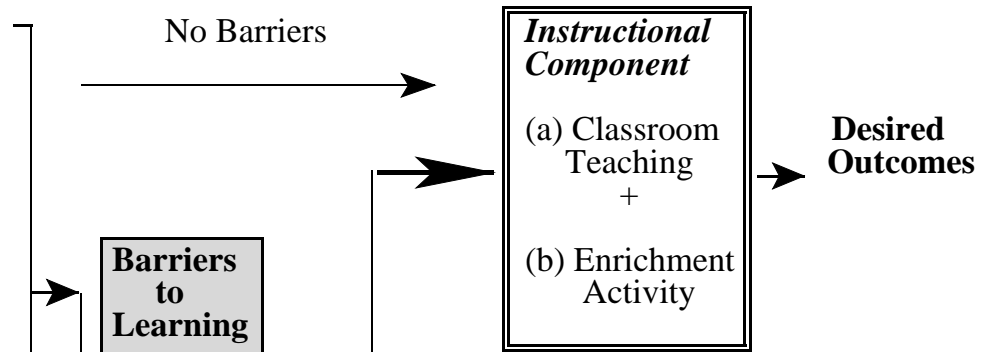 No Barriers
Instructional
Component
(a) Classroom
Teaching
+
(b) Enrichment
Activity
Desired
Outcomes
Barriers
to
Learning